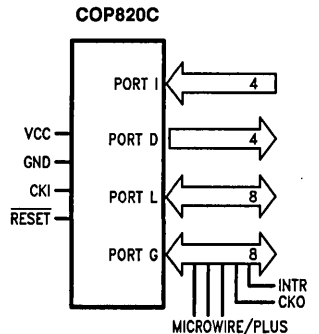 COP820C
PORT I
4
VCC
PORT D
4
GND
CKI
PORT L
8
RESET
PORT G
8
INTR
CKO
MICROWIRE/PLUS